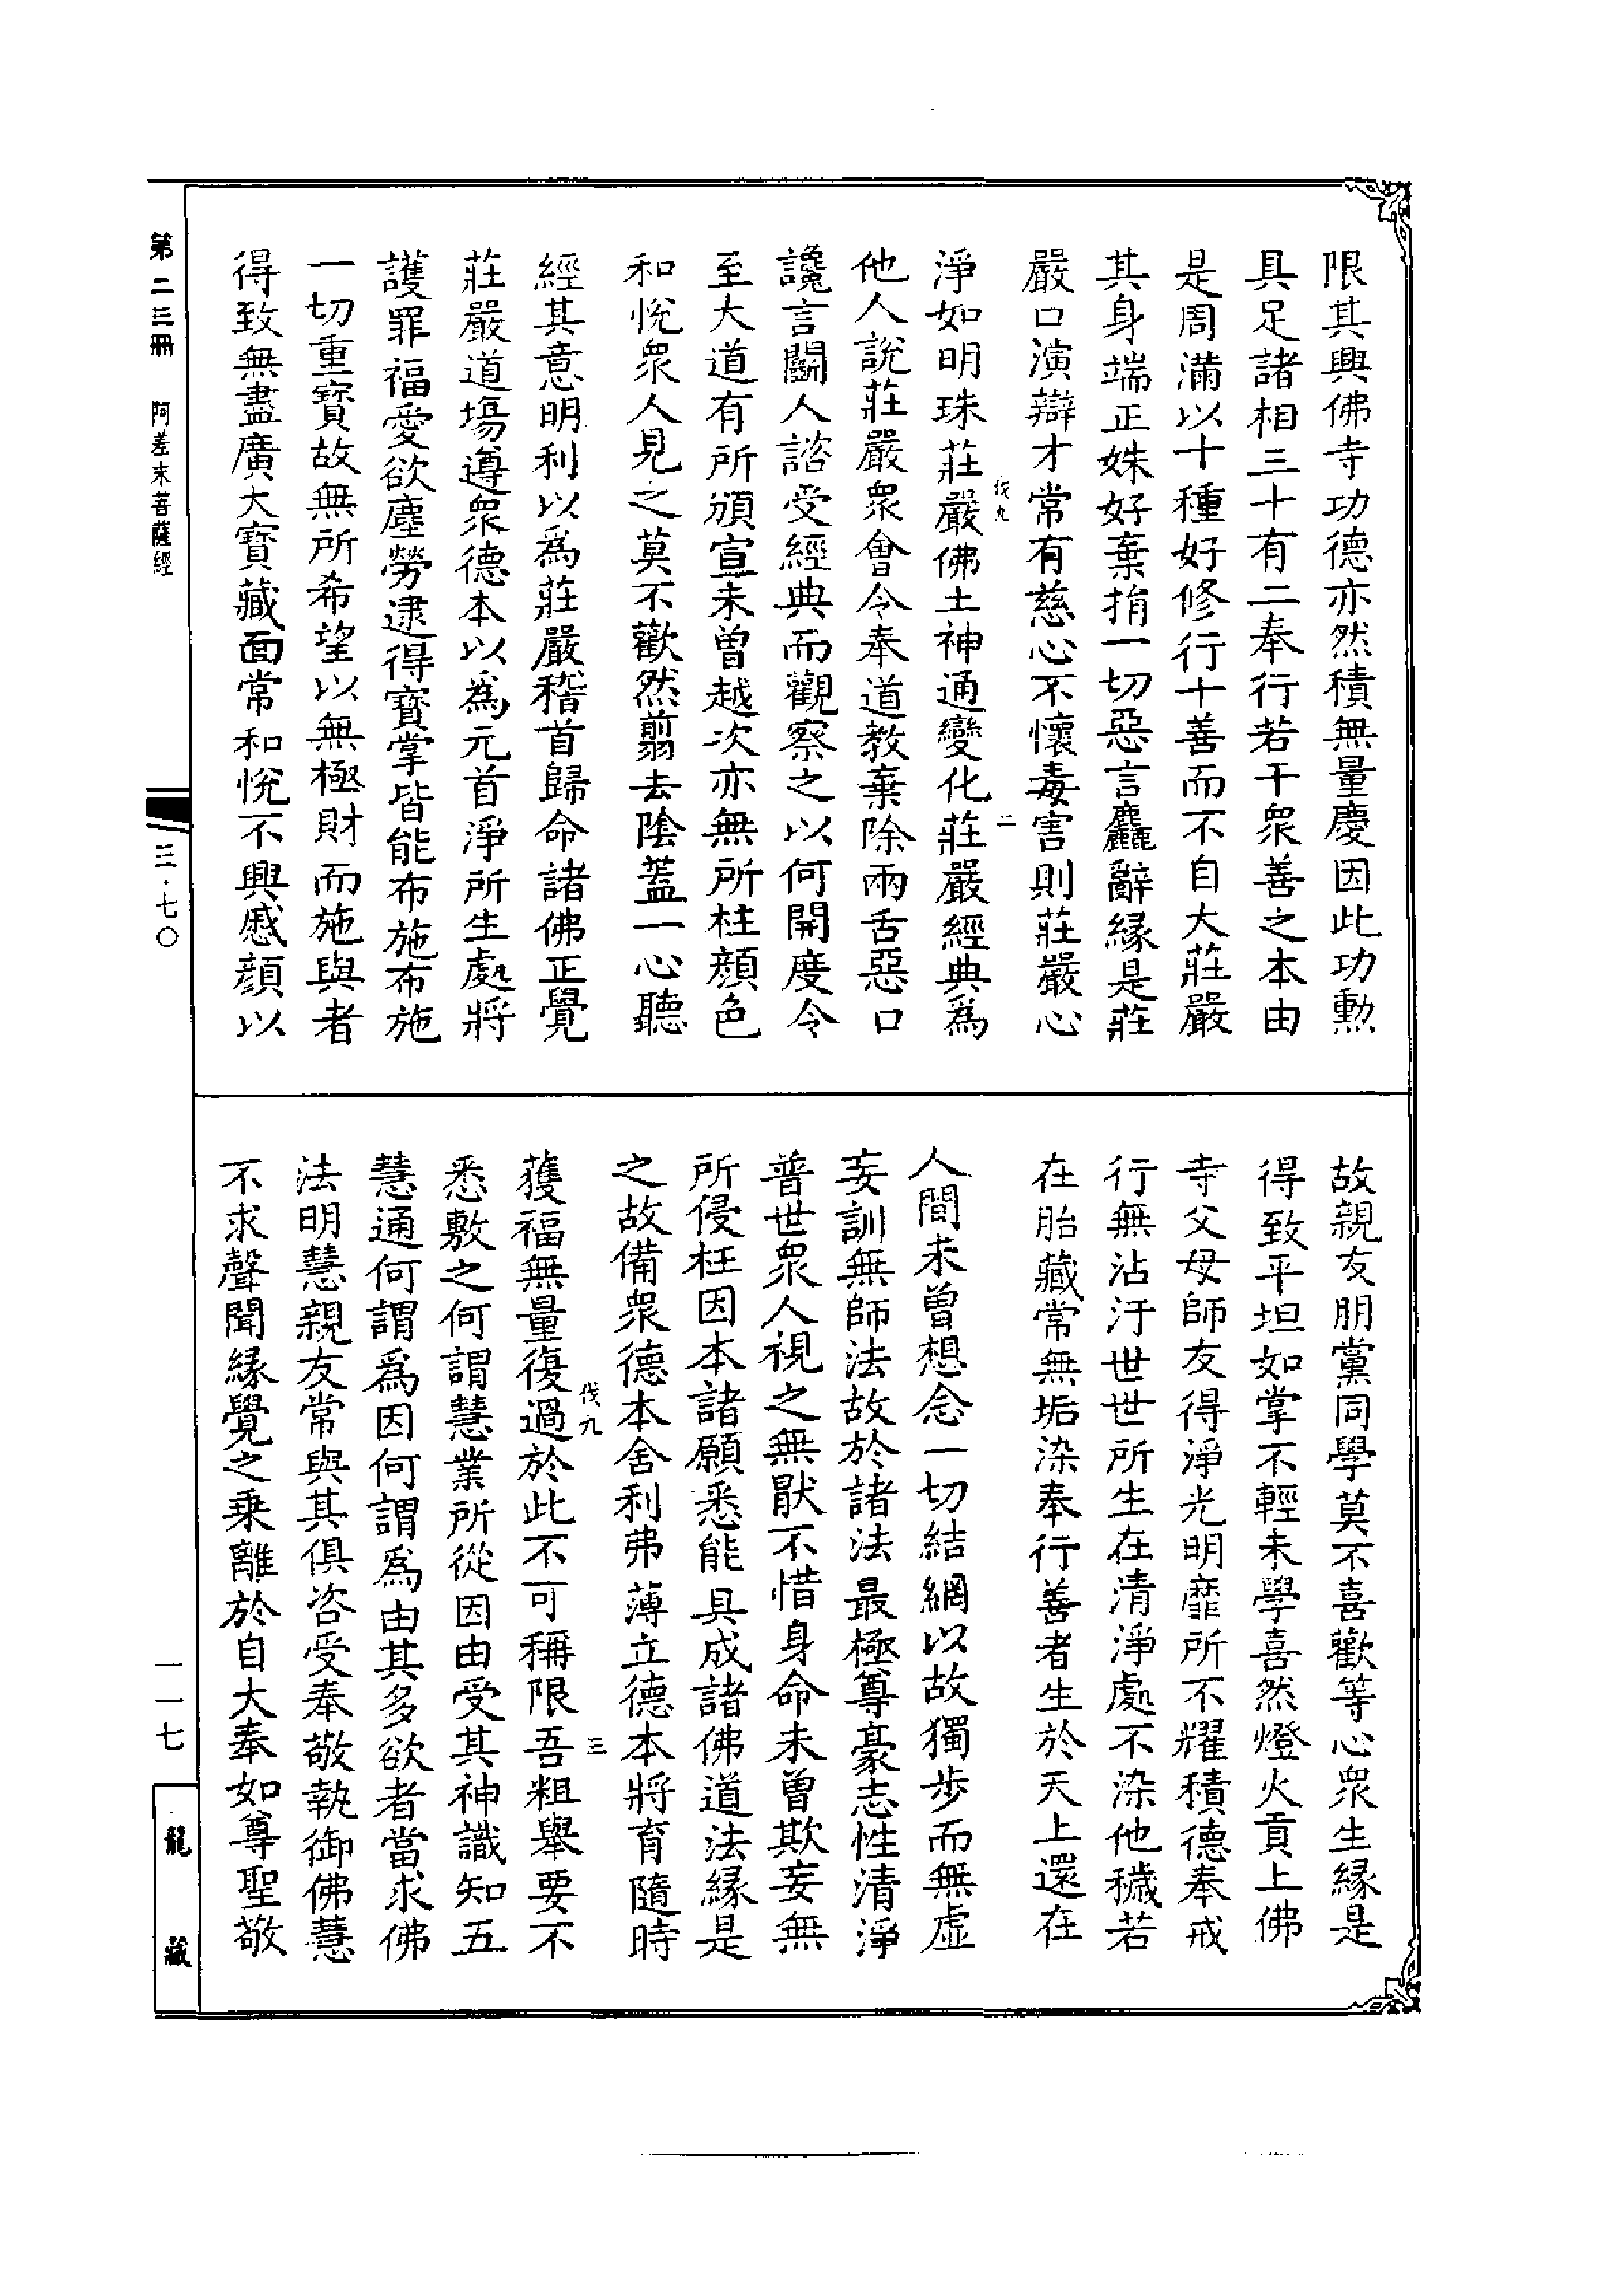 限其興佛寺功德亦然積無量慶因此功勲
具足諸相三十有二奉行若干衆善之本由
是周滿以十種好修行十善而不自大莊嚴
其身端正姝好棄捐一切惡言麤辭縁是莊
嚴口演辯才常有慈心不懷毒害則莊嚴心
伐九
二
淨如明珠莊嚴佛土神通變化莊嚴經典爲
他人說莊嚴衆會令奉道教棄除兩舌惡口
讒言鬬人諮受經典而觀察之以何開度令
至大道有所頒宣未曾越次亦無所枉顔色
和悅衆人見之莫不歡然翦去陰蓋一心聽
經其意明利以爲莊嚴稽首歸命諸佛正覺
莊嚴道場遵衆德本以爲元首淨所生處將
護罪福愛欲塵勞逮得寶掌皆能布施布施
一切重寳故無所希望以無極財而施與者
得致無盡廣大寳藏面常和悅不興慼顔以
故親友朋黨同學莫不喜歡等心衆生縁是
得致平坦如掌不輕未學喜然燈火貢上佛
寺父母師友得淨光明靡所不耀積德奉戒
行無沾汙世世所生在清淨處不染他穢若
在胎藏常無垢染奉行善者生於天上還在
人間未曾想念一切結網以故獨步而無虛
妄訓無師法故於諸法最極尊豪志性清淨
普世衆人視之無猒不惜身命未曾欺妄無
所侵枉因本諸願悉能具成諸佛道法縁是
之故備衆德本舍利弗薄立德本將育隨時
伐九
三
獲福無量復過於此不可稱限吾粗舉要不
悉敷之何謂慧業所從因由受其神識知五
慧通何謂爲因何謂爲由其多欲者當求佛
法明慧親友常與其俱咨受奉敬執御佛慧
不求聲聞緣覺之乗離於自大奉如尊聖敬
第二三冊
阿差末菩薩經
三·七〇
一一七
龍藏